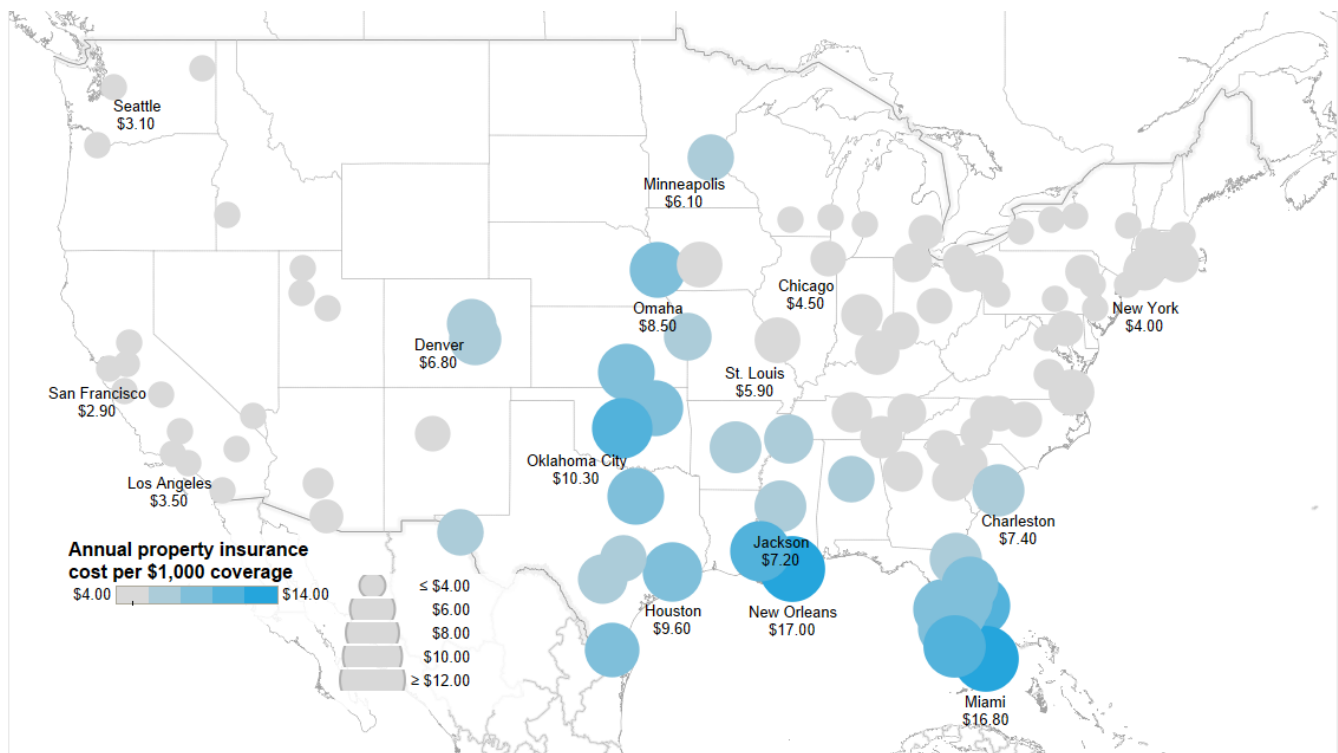 Seattle
$3.10
Minneapolis
$6.10
Chicago
$4.50
Omaha
$8.50
New York
$4.00
Denver
$6.80
St. Louis
$5.90
San Francisco
$2.90
Oklahoma City
$10.30
Los Angeles
$3.50
Charleston
$7.40
Jackson
$7.20
Annual property insurance
cost per $1,000 coverage
$4.00 $14.00
≤ $4.00
$6.00
$8.00
$10.00
≥ $12.00
Houston
$9.60
New Orleans
$17.00
Miami
$16.80